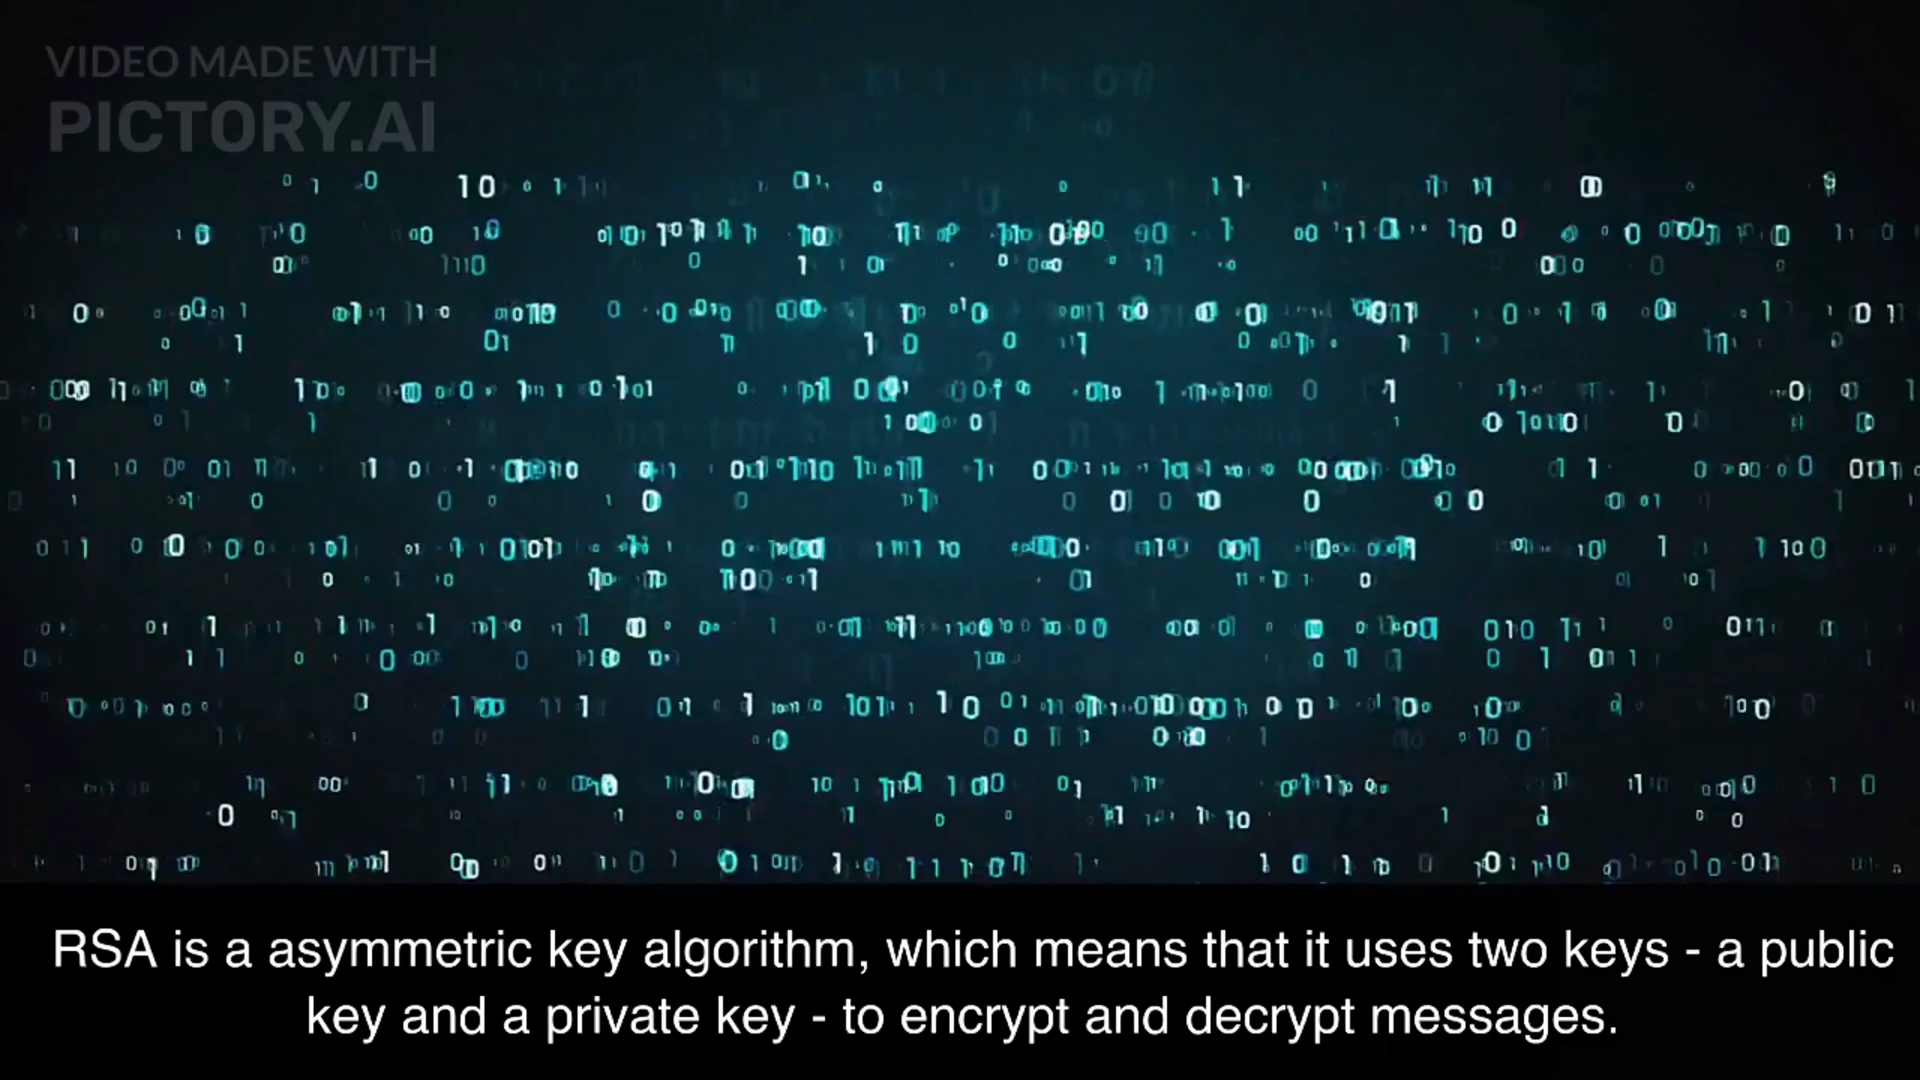 VIDEO MADE WITH
PICTORY.AI
RSA is a asymmetric key algorithm, which means that it uses two keys - a public
key and a private key - to encrypt and decrypt messages.